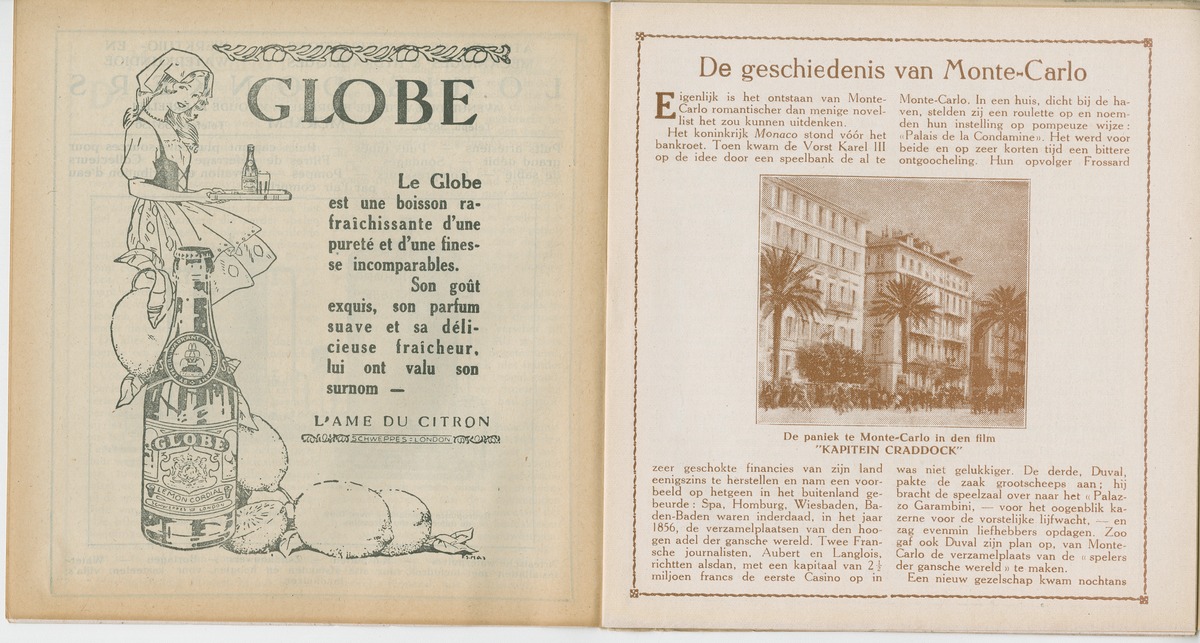 GLOBE
Le Globe
est une boisson ra-
fraîchissante d'une
pureté et d'une fines-
se incomparables.
Son goût
exquis, son parfum
suave et sa déli-
cieuse fraîcheur,
lui ont valu son
surnom —
L'AME DU CITRON
SCHWEPPES=LONDON
GLOBE
LEMON CORDIAL
De geschiedenis van Monte-Carlo
Eigenlijk is het ontstaan van Monte-
Carlo romantischer dan menige novel-
list het zou kunnen uitdenken.
Het koninkrijk Monaco stond vóór het
bankroet. Toen kwam de Vorst Karel III
op de idee door een speelbank de al te
Monte-Carlo. In een huis, dicht bij de ha-
ven, stelden zij een roulette op en noem-
den hun instelling op pompeuze wijze :
«Palais de la Condamine». Het werd voor
beide en op zeer korten tijd een bittere
ontgoocheling. Hun opvolger Frossard
De paniek te Monte-Carlo in den film
"KAPITEIN CRADDOCK"
zeer geschokte financies van zijn land
eenigszins te herstellen en nam een voor-
beeld op hetgeen in het buitenland ge-
beurde : Spa, Homburg, Wiesbaden, Ba-
den-Baden waren inderdaad, in het jaar
1856, de verzamelplaatsen van den hoo-
gen adel der gansche wereld. Twee Fran-
sche journalisten, Aubert en Langlois,
richtten alsdan, met een kapitaal van 2 ½
miljoen francs de eerste Casino op in
was niet gelukkiger. De derde, Duval,
pakte de zaak grootscheeps aan ; hij
bracht de speelzaal over naar het « Palaz-
zo Garambini, — voor het oogenblik ka-
zerne voor de vorstelijke lijfwacht, — en
zag evenmin liefhebbers opdagen. Zoo
gaf ook Duval zijn plan op, van Monte-
Carlo de verzamelplaats van de « spelers
der gansche wereld » te maken.
Een nieuw gezelschap kwam nochtans